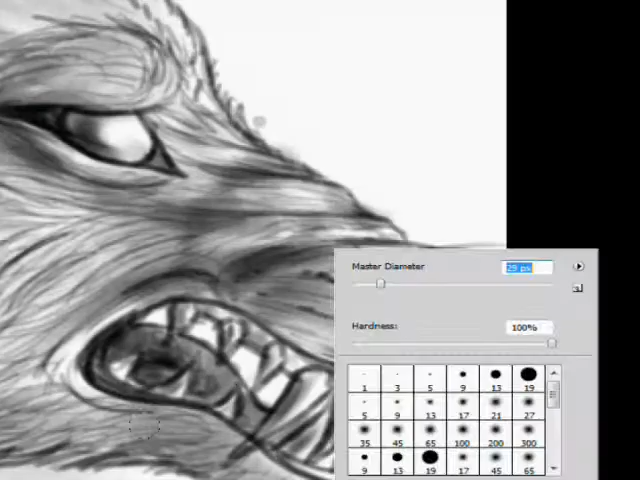 Master Diameter 29 px
Hardness: 100%
1 3 5 9 13 19
5 9 13 17 21 27
35 45 65 100 200 300
9 13 19 17 45 65